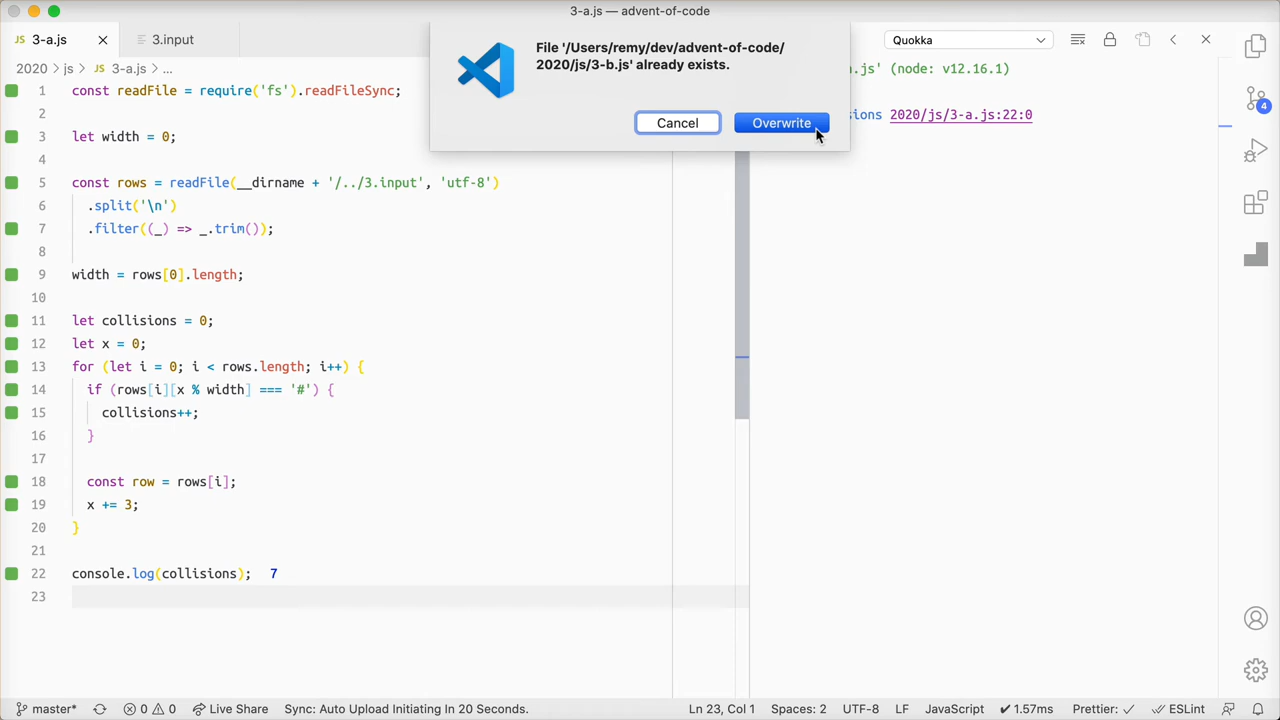 3-a.js — advent-of-code
JS 3-a.js
3.input
File '/Users/remy/dev/advent-of-code/
2020/js/3-b.js' already exists.
Cancel
Overwrite
Quokka
.js' (node: v12.16.1)
2020 › js › JS 3-a.js › ...
sions 2020/js/3-a.js:22:0
4
1 const readFile = require('fs').readFileSync;
2
3 let width = 0;
4
5 const rows = readFile(__dirname + '/../3.input', 'utf-8')
6 .split('\n')
7 .filter((_) => _.trim());
8
9 width = rows[0].length;
10
11 let collisions = 0;
12 let x = 0;
13 for (let i = 0; i < rows.length; i++) {
14 if (rows[i][x % width] === '#') {
15 collisions++;
16 }
17
18 const row = rows[i];
19 x += 3;
20 }
21
22 console.log(collisions); 7
23
master* 0 0 Live Share Sync: Auto Upload Initiating In 20 Seconds. Ln 23, Col 1 Spaces: 2 UTF-8 LF JavaScript ✓ 1.57ms Prettier: ✓ ESLint